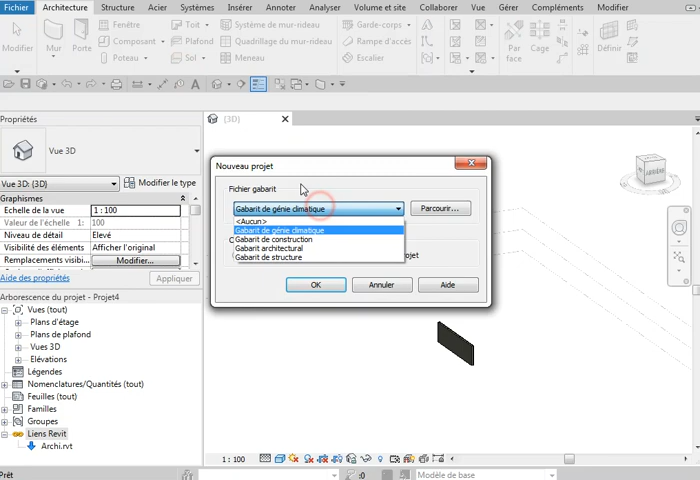 Fichier Architecture Structure Acier Systèmes Insérer Annoter Analyser Volume et site Collaborer Vue Gérer Compléments Modifier
Modifier Mur Porte Fenêtre Toit Système de mur-rideau Garde-corps Par face Cage Définir
Composant Plafond Quadrillage de mur-rideau Rampe d'accès
Poteau Sol Meneau Escalier
Propriétés
Vue 3D
{3D}
Vue 3D: {3D}
Modifier le type
Graphismes
Echelle de la vue 1 : 100
Valeur de l'échelle 1: 100
Niveau de détail Elevé
Visibilité des éléments Afficher l'original
Remplacements visibi... Modifier...
Aide des propriétés
Appliquer
Arborescence du projet - Projet4
Vues (tout)
Plans d'étage
Plans de plafond
Vues 3D
Elévations
Légendes
Nomenclatures/Quantités (tout)
Feuilles (tout)
Familles
Groupes
Liens Revit
Archi.rvt
Nouveau projet
Fichier gabarit
Gabarit de génie climatique
Parcourir...
<Aucun>
Gabarit de génie climatique
Gabarit de construction
Gabarit architectural
Gabarit de structure
OK Annuler Aide
1 : 100
Prêt
:0
Modèle de base